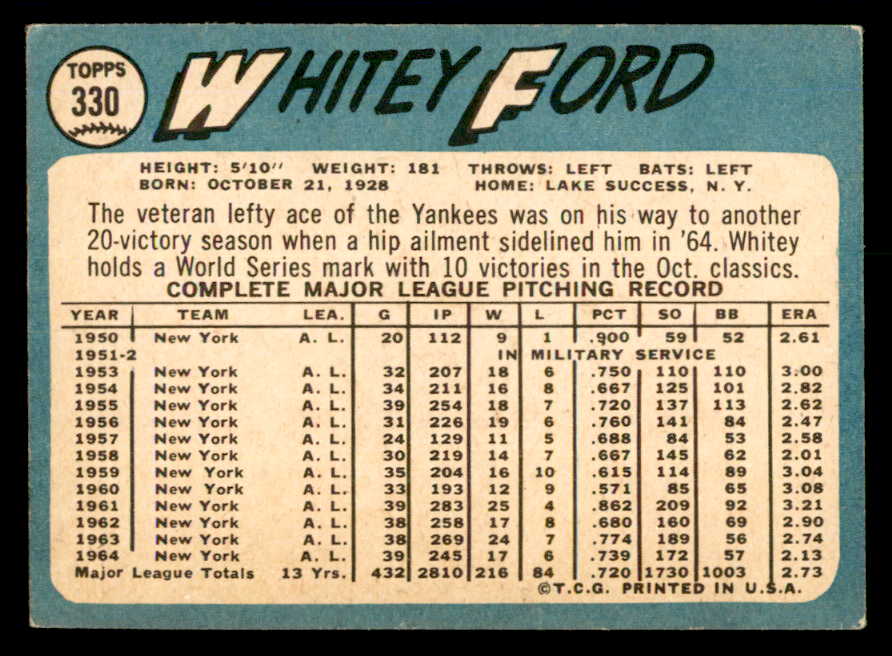 TOPPS
330
WHITEY FORD
HEIGHT: 5'10" WEIGHT: 181 THROWS: LEFT BATS: LEFT
BORN: OCTOBER 21, 1928 HOME: LAKE SUCCESS, N. Y.
The veteran lefty ace of the Yankees was on his way to another
20-victory season when a hip ailment sidelined him in '64. Whitey
holds a World Series mark with 10 victories in the Oct. classics.
COMPLETE MAJOR LEAGUE PITCHING RECORD
YEAR TEAM LEA. G IP W L PCT SO BB ERA
1950 New York A. L. 20 112 9 1 .900 59 52 2.61
1951-2 IN MILITARY SERVICE
1953 New York A. L. 32 207 18 6 .750 110 110 3.00
1954 New York A. L. 34 211 16 8 .667 125 101 2.82
1955 New York A. L. 39 254 18 7 .720 137 113 2.62
1956 New York A. L. 31 226 19 6 .760 141 84 2.47
1957 New York A. L. 24 129 11 5 .688 84 53 2.58
1958 New York A. L. 30 219 14 7 .667 145 62 2.01
1959 New York A. L. 35 204 16 10 .615 114 89 3.04
1960 New York A. L. 33 193 12 9 .571 85 65 3.08
1961 New York A. L. 39 283 25 4 .862 209 92 3.21
1962 New York A. L. 38 258 17 8 .680 160 69 2.90
1963 New York A. L. 38 269 24 7 .774 189 56 2.74
1964 New York A. L. 39 245 17 6 .739 172 57 2.13
Major League Totals 13 Yrs. 432 2810 216 84 .720 1730 1003 2.73
©T.C.G. PRINTED IN U.S.A.